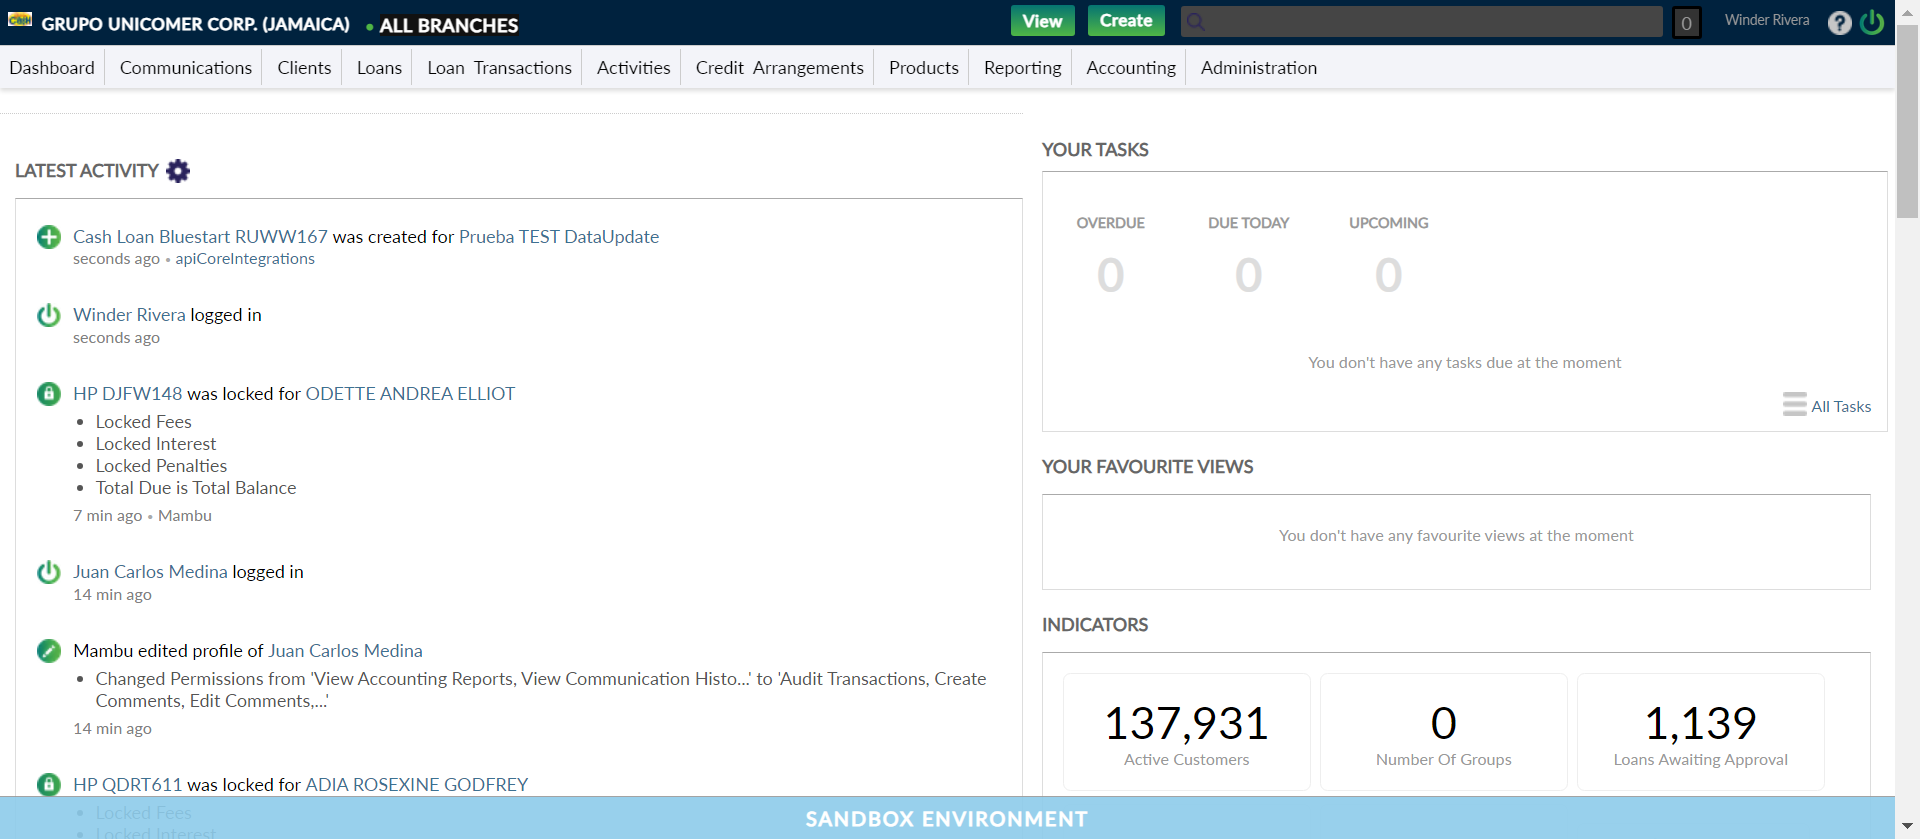 Cash GRUPO UNICOMER CORP. (JAMAICA) • ALL BRANCHES View Create 0 Winder Rivera ?
Dashboard Communications Clients Loans Loan Transactions Activities Credit Arrangements Products Reporting Accounting Administration
LATEST ACTIVITY
Cash Loan Bluestart RUWW167 was created for Prueba TEST DataUpdate
seconds ago • apiCoreIntegrations
Winder Rivera logged in
seconds ago
HP DJFW148 was locked for ODETTE ANDREA ELLIOT
• Locked Fees
• Locked Interest
• Locked Penalties
• Total Due is Total Balance
7 min ago • Mambu
Juan Carlos Medina logged in
14 min ago
Mambu edited profile of Juan Carlos Medina
• Changed Permissions from 'View Accounting Reports, View Communication Histo...' to 'Audit Transactions, Create
Comments, Edit Comments,...'
14 min ago
HP QDRT611 was locked for ADIA ROSEXINE GODFREY
• Locked Fees
• Locked Interest
YOUR TASKS
OVERDUE DUE TODAY UPCOMING
0 0 0
You don't have any tasks due at the moment
All Tasks
YOUR FAVOURITE VIEWS
You don't have any favourite views at the moment
INDICATORS
137,931 0 1,139
Active Customers Number Of Groups Loans Awaiting Approval
SANDBOX ENVIRONMENT